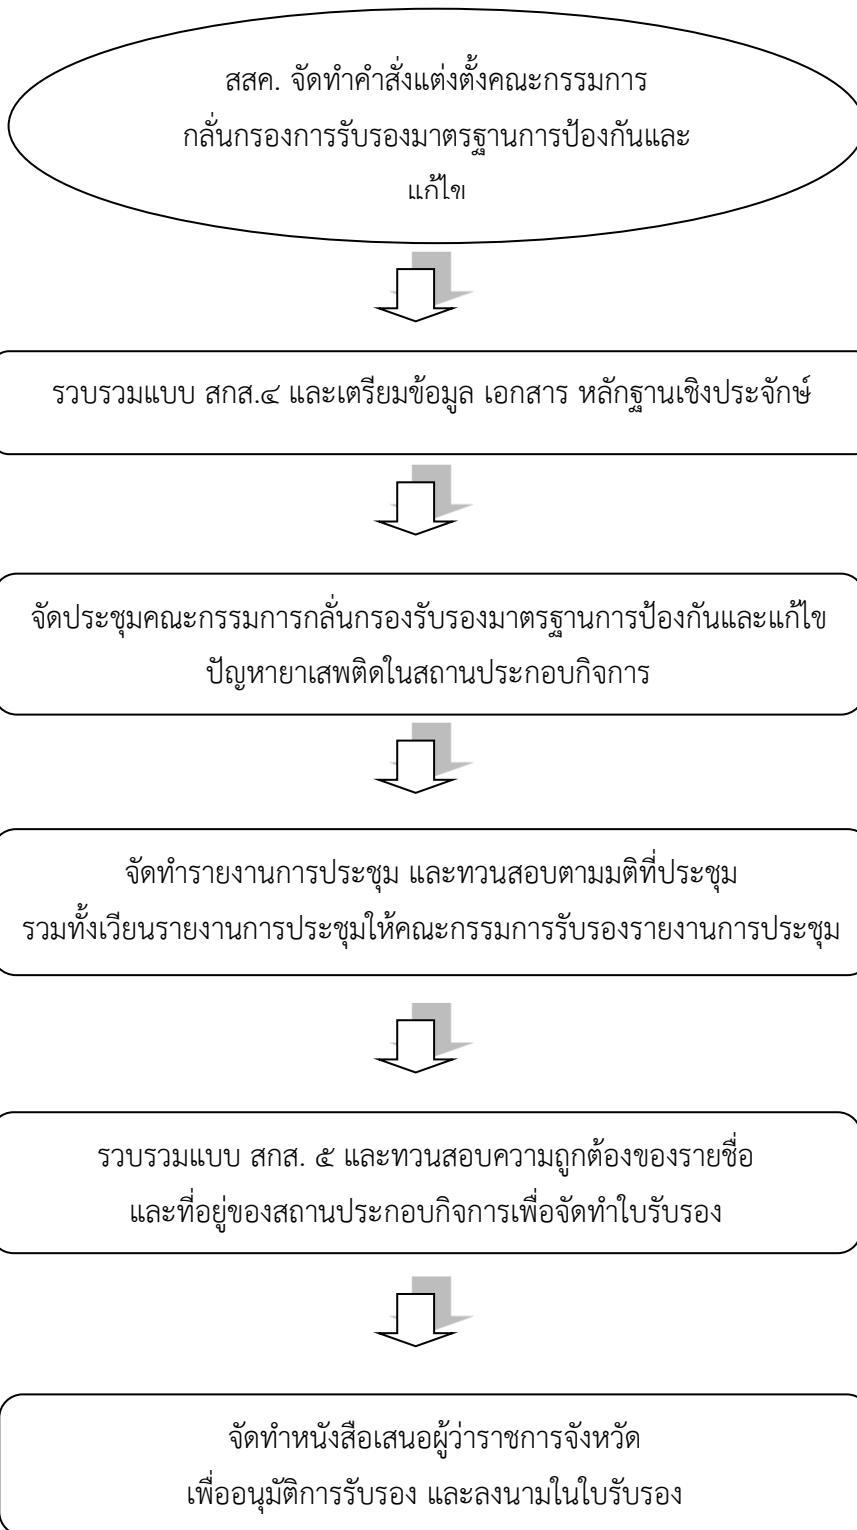 สสค. จัดทำคำสั่งแต่งตั้งคณะกรรมการ
กลั่นกรองการรับรองมาตรฐานการป้องกันและ
แก้ไข
รวบรวมแบบ สกส.๔ และเตรียมข้อมูล เอกสาร หลักฐานเชิงประจักษ์
จัดประชุมคณะกรรมการกลั่นกรองรับรองมาตรฐานการป้องกันและแก้ไข
ปัญหายาเสพติดในสถานประกอบกิจการ
จัดทำรายงานการประชุม และทวนสอบตามมติที่ประชุม
รวมทั้งเวียนรายงานการประชุมให้คณะกรรมการรับรองรายงานการประชุม
รวบรวมแบบ สกส. ๕ และทวนสอบความถูกต้องของรายชื่อ
และที่อยู่ของสถานประกอบกิจการเพื่อจัดทำใบรับรอง
จัดทำหนังสือเสนอผู้ว่าราชการจังหวัด
เพื่ออนุมัติการรับรอง และลงนามในใบรับรอง